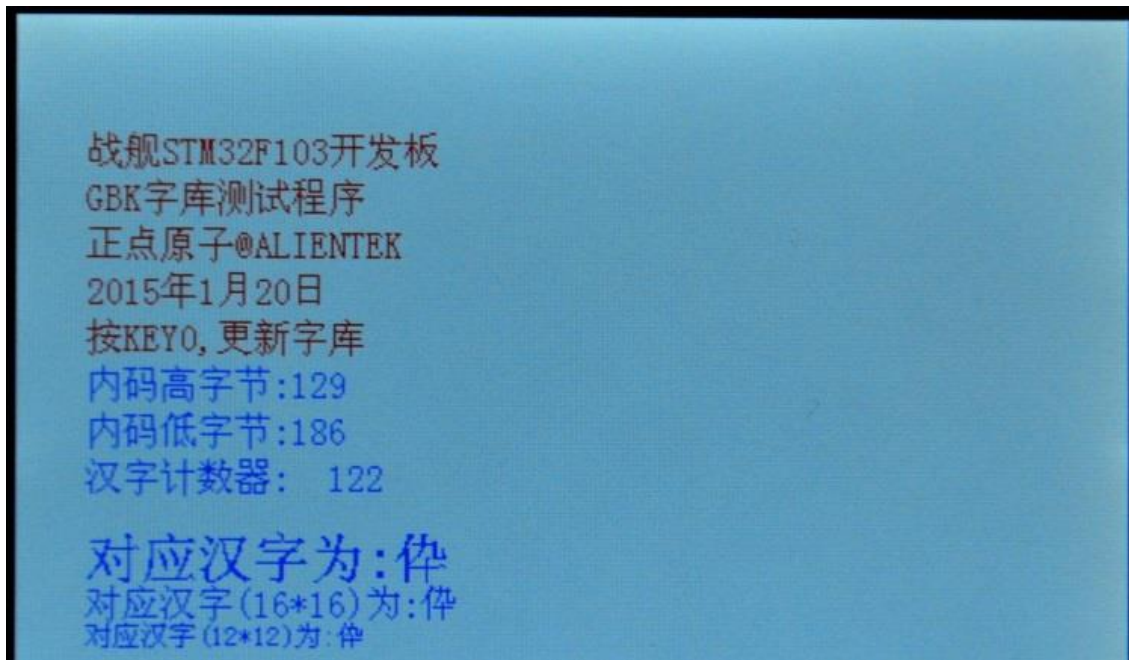 战舰STM32F103开发板
GBK字库测试程序
正点原子@ALIENTEK
2015年1月20日
按KEY0,更新字库
内码高字节:129
内码低字节:186
汉字计数器: 122
对应汉字为:伜
对应汉字(16*16)为:伜
对应汉字(12*12)为:伜